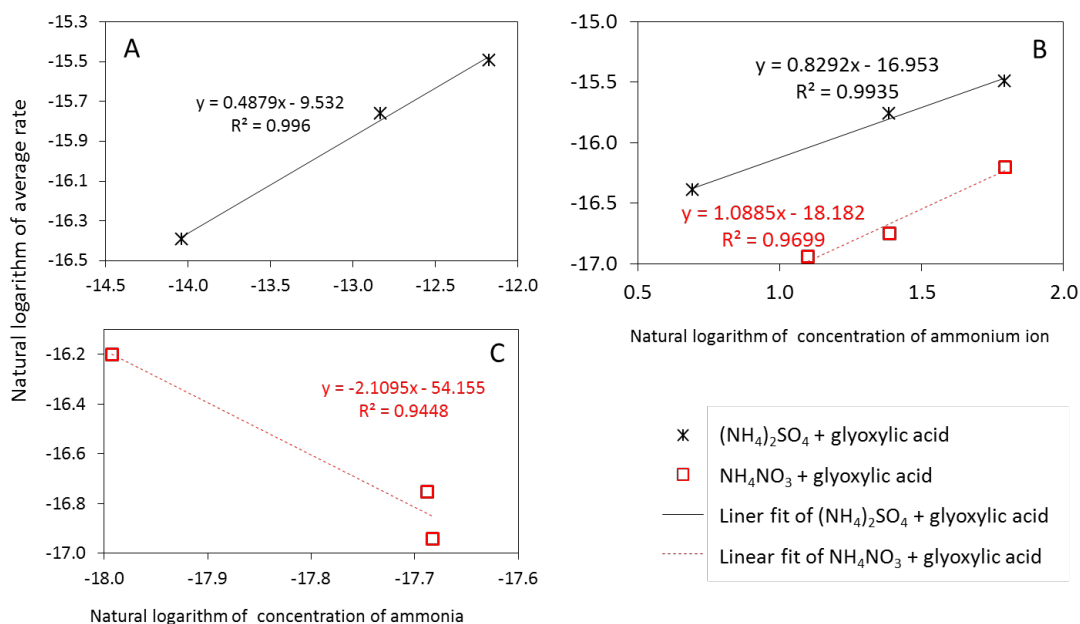 Natural logarithm of average rate
A
-15.3
-15.5
-15.7
-15.9
-16.1
-16.3
-16.5
y = 0.4879x - 9.532
R² = 0.996
-14.5 -14.0 -13.5 -13.0 -12.5 -12.0
B
-15.0
-15.5
-16.0
-16.5
-17.0
y = 0.8292x - 16.953
R² = 0.9935
y = 1.0885x - 18.182
R² = 0.9699
0.5 1.0 1.5 2.0
Natural logarithm of concentration of ammonium ion
C
-16.2
-16.4
-16.6
-16.8
-17.0
y = -2.1095x - 54.155
R² = 0.9448
-18.0 -17.9 -17.8 -17.7 -17.6
Natural logarithm of concentration of ammonia
(NH₄)₂SO₄ + glyoxylic acid
NH₄NO₃ + glyoxylic acid
Liner fit of (NH₄)₂SO₄ + glyoxylic acid
Linear fit of NH₄NO₃ + glyoxylic acid